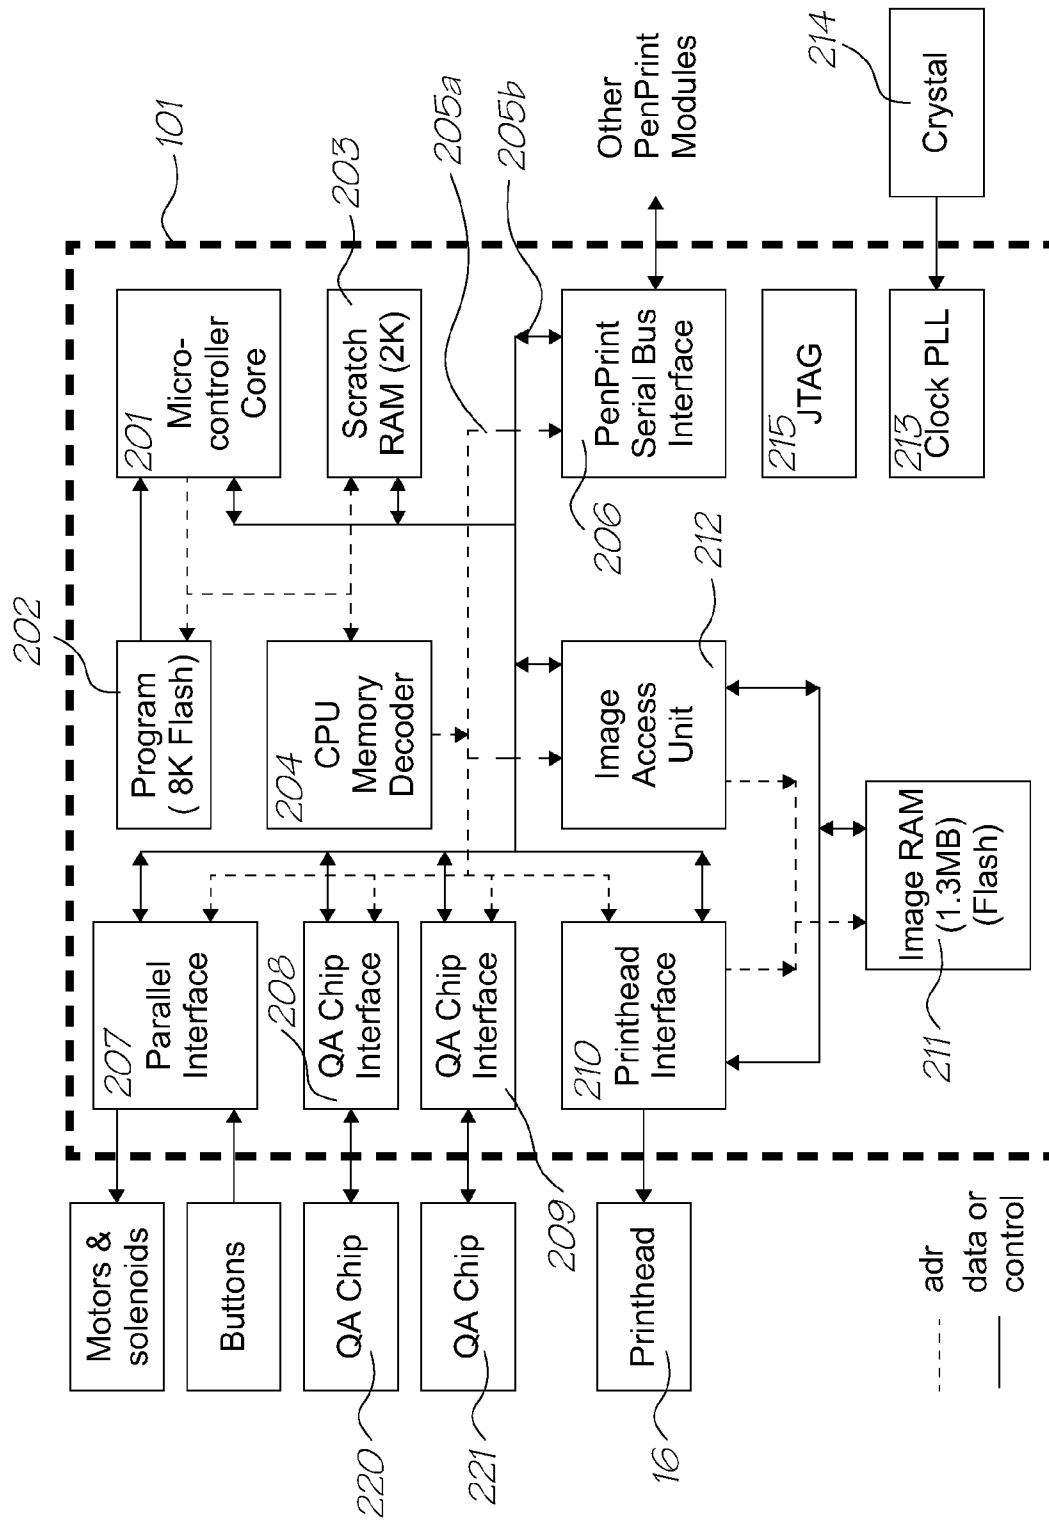 202
101
201
Micro-
controller
Core
203
Scratch
RAM (2K)
205a
205b
Program
( 8K Flash)
204
CPU
Memory
Decoder
207
Parallel
Interface
208
QA Chip
Interface
QA Chip
Interface
209
210
Printhead
Interface
Image
Access
Unit
212
206
PenPrint
Serial Bus
Interface
Other
PenPrint
Modules
215
JTAG
213
Clock PLL
214
Crystal
Image RAM
(1.3MB)
(Flash)
211
Motors &
solenoids
Buttons
QA Chip
220
QA Chip
221
Printhead
16
adr
data or
control